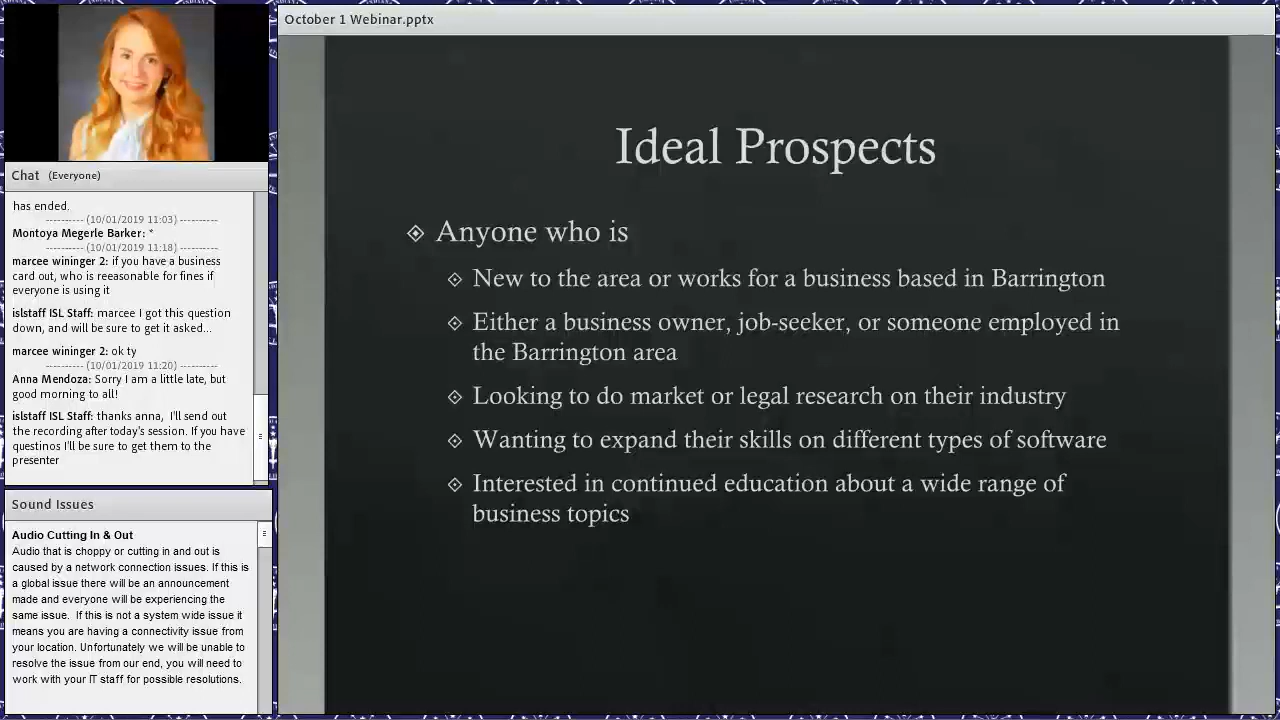 October 1 Webinar.pptx
Chat (Everyone)
has ended.
---------- (10/01/2019 11:03) ----------
Montoya Megerle Barker: *
---------- (10/01/2019 11:18) ----------
marcee wininger 2: if you have a business
card out, who is reeasonable for fines if
everyone is using it
islstaff ISL Staff: marcee I got this question
down, and will be sure to get it asked...
marcee wininger 2: ok ty
---------- (10/01/2019 11:20) ----------
Anna Mendoza: Sorry I am a little late, but
good morning to all!
islstaff ISL Staff: thanks anna, I'll send out
the recording after today's session. If you have
questinos I'll be sure to get them to the
presenter
Sound Issues
Audio Cutting In & Out
Audio that is choppy or cutting in and out is
caused by a network connection issues. If this is
a global issue there will be an announcement
made and everyone will be experiencing the
same issue. If this is not a system wide issue it
means you are having a connectivity issue from
your location. Unfortunately we will be unable to
resolve the issue from our end, you will need to
work with your IT staff for possible resolutions.
Ideal Prospects
Anyone who is
New to the area or works for a business based in Barrington
Either a business owner, job-seeker, or someone employed in
the Barrington area
Looking to do market or legal research on their industry
Wanting to expand their skills on different types of software
Interested in continued education about a wide range of
business topics